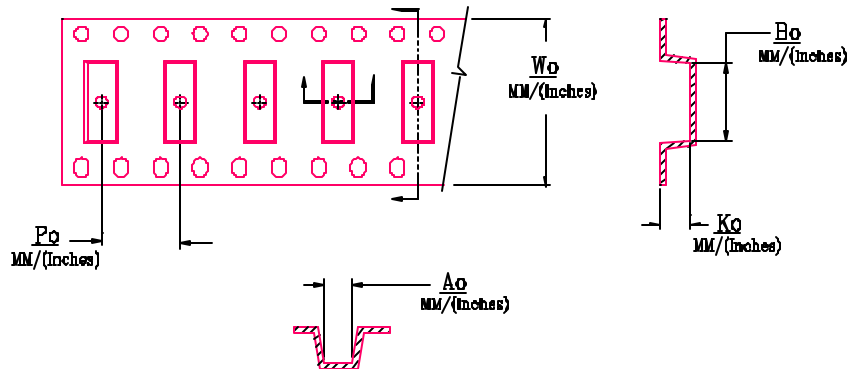 Wo
MM/(Inches)
Bo
MM/(Inches)
Po
MM/(Inches)
Ko
MM/(Inches)
Ao
MM/(Inches)